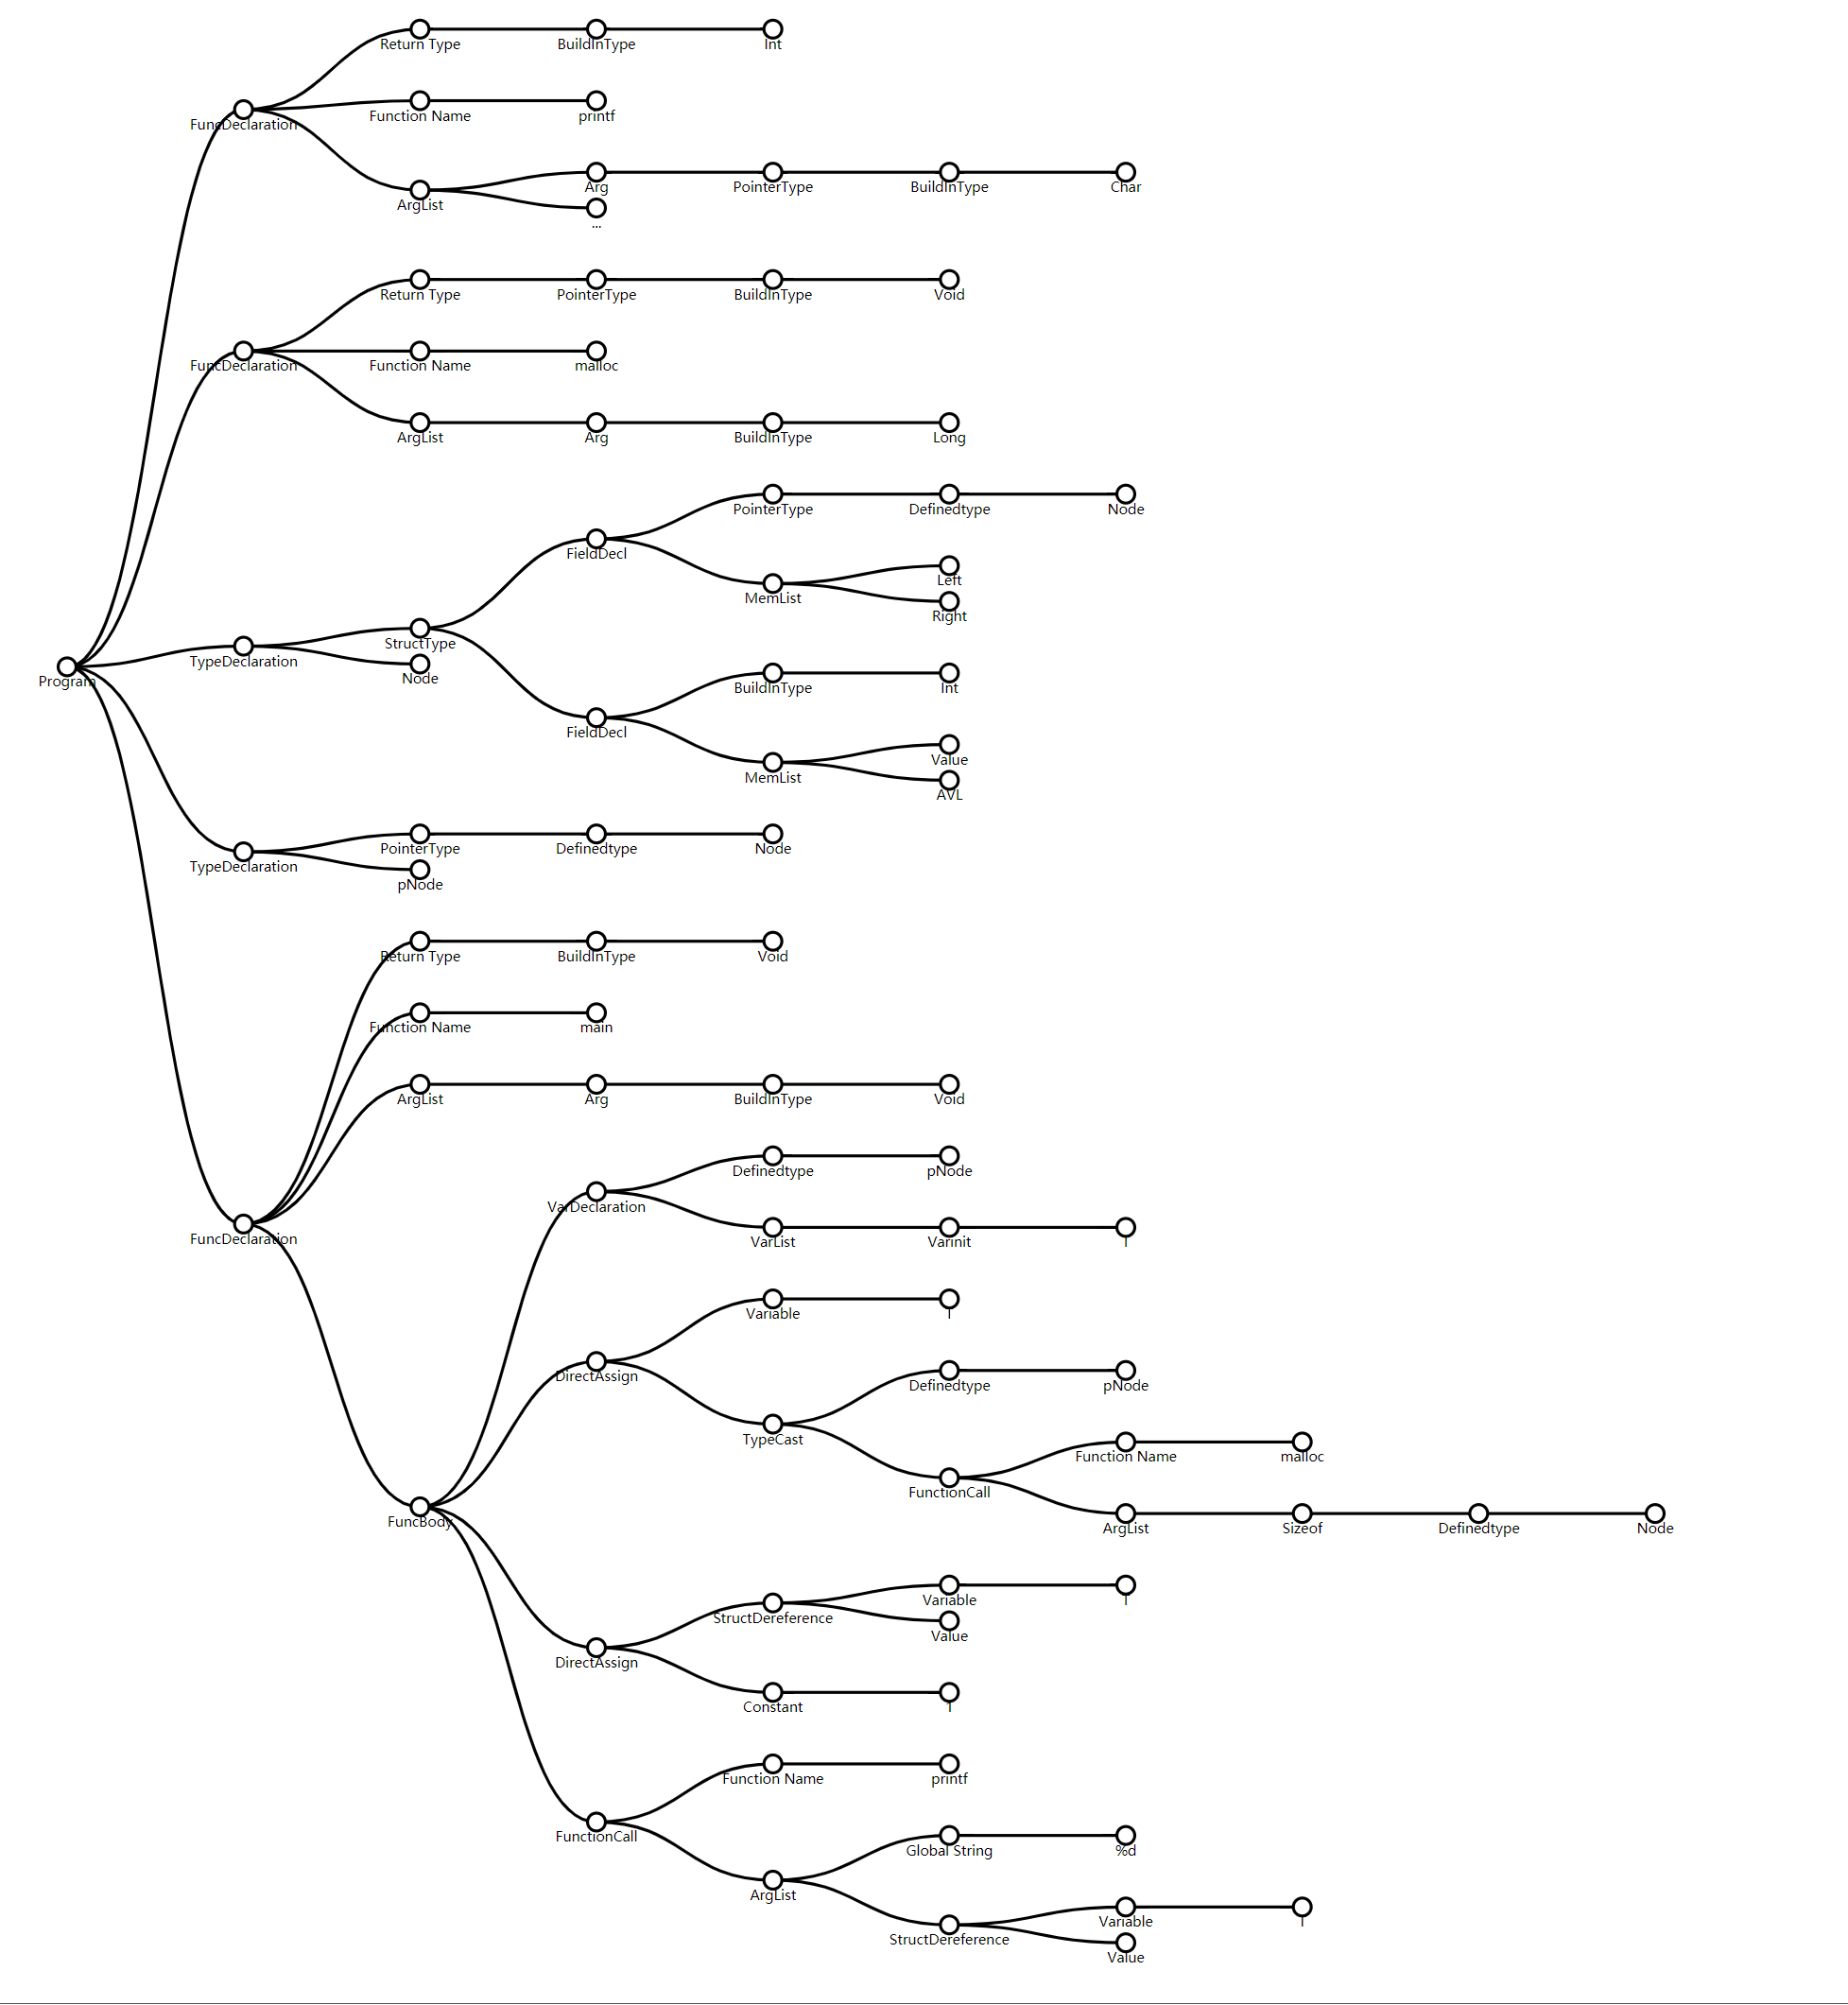 Return Type
BuildInType
Int
Function Name
printf
FuncDeclaration
Arg
PointerType
BuildInType
Char
ArgList
...
Return Type
PointerType
BuildInType
Void
FuncDeclaration
Function Name
malloc
ArgList
Arg
BuildInType
Long
PointerType
Definedtype
Node
FieldDecl
Left
MemList
Right
StructType
TypeDeclaration
Node
Program
BuildInType
Int
FieldDecl
Value
MemList
AVL
PointerType
Definedtype
Node
TypeDeclaration
pNode
Return Type
BuildInType
Void
Function Name
main
ArgList
Arg
BuildInType
Void
Definedtype
pNode
VarDeclaration
FuncDeclaration
VarList
Varinit
T
Variable
T
DirectAssign
Definedtype
pNode
TypeCast
Function Name
malloc
FunctionCall
FuncBody
ArgList
Sizeof
Definedtype
Node
Variable
T
StructDereference
Value
DirectAssign
Constant
1
Function Name
printf
FunctionCall
Global String
%d
ArgList
Variable
T
StructDereference
Value